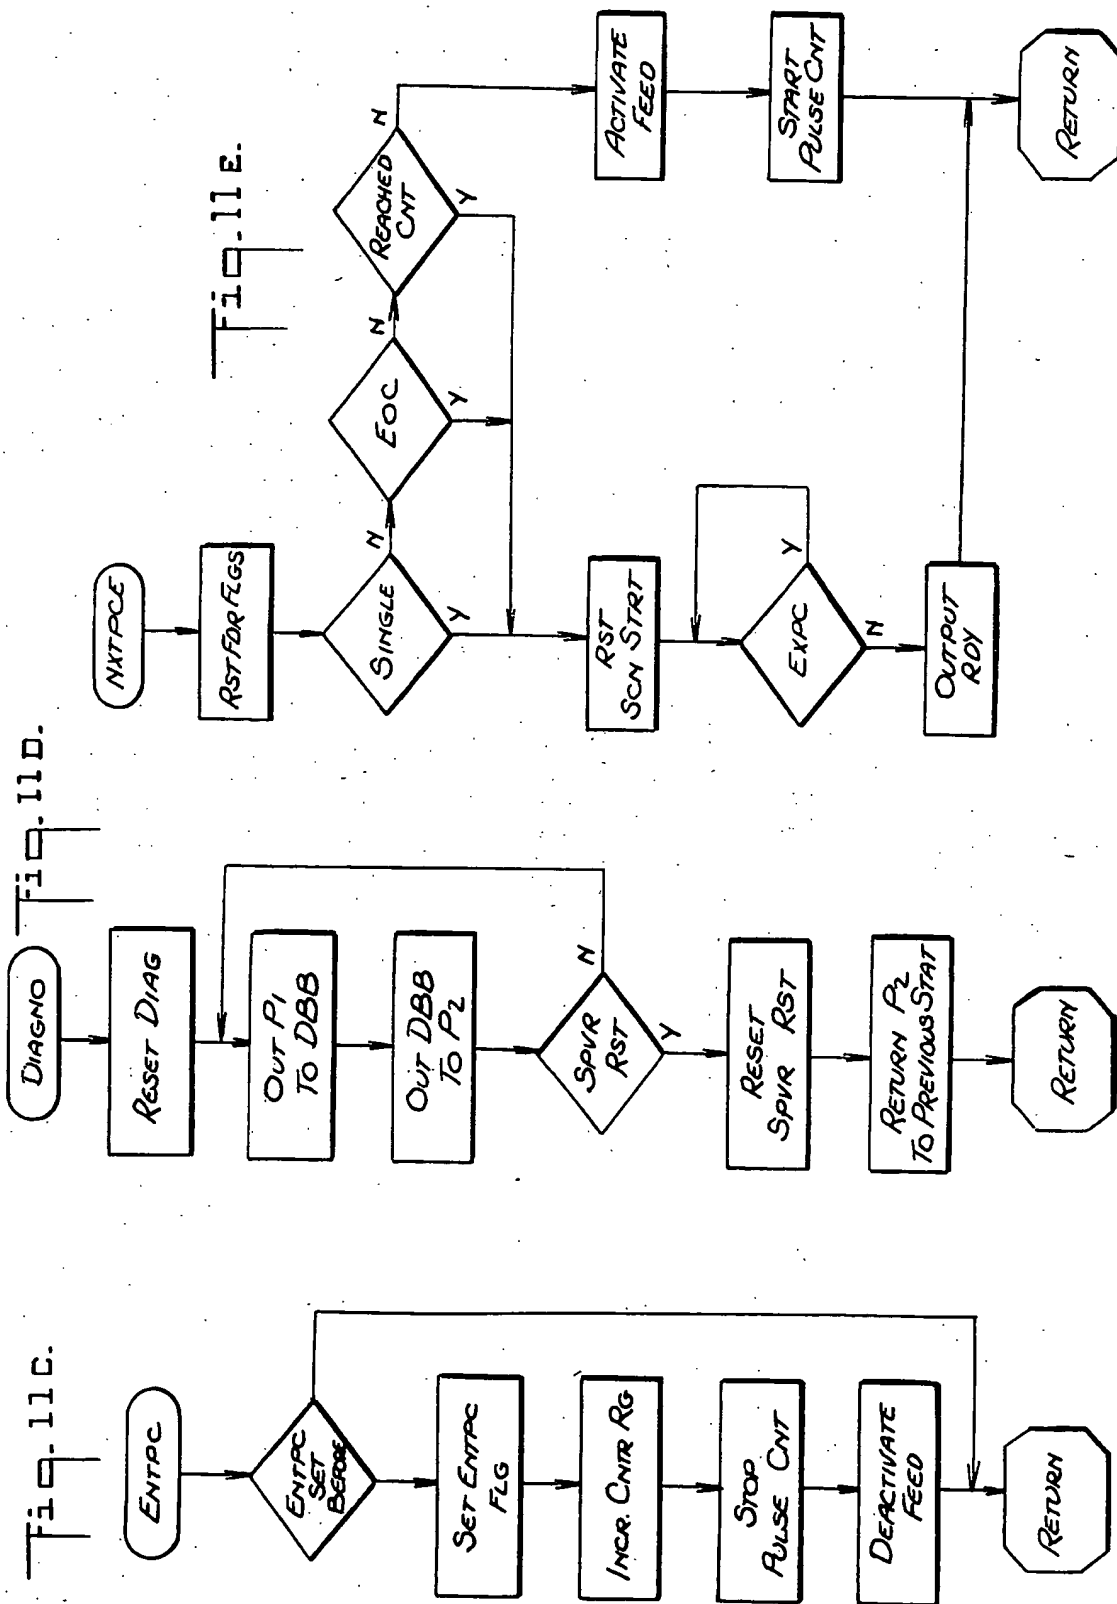 Fig. 11C.
ENTPC
ENTPC
SET
BEFORE
SET ENTPC
FLG
INCR. CNTR RG
STOP
PULSE CNT
DEACTIVATE
FEED
RETURN
Fig. 11D.
DIAGNO
RESET DIAG
OUT P1
TO DBB
OUT DBB
TO P2
SPVR
RST
N
Y
RESET
SPVR RST
RETURN P2
TO PREVIOUS STAT
RETURN
Fig. 11E.
NXTPCE
RST FDR FLGS
SINGLE
N
Y
EOC
N
Y
REACHED
CNT
N
Y
RST
SCN STRT
EXPC
Y
N
OUTPUT
RDY
ACTIVATE
FEED
START
PULSE CNT
RETURN